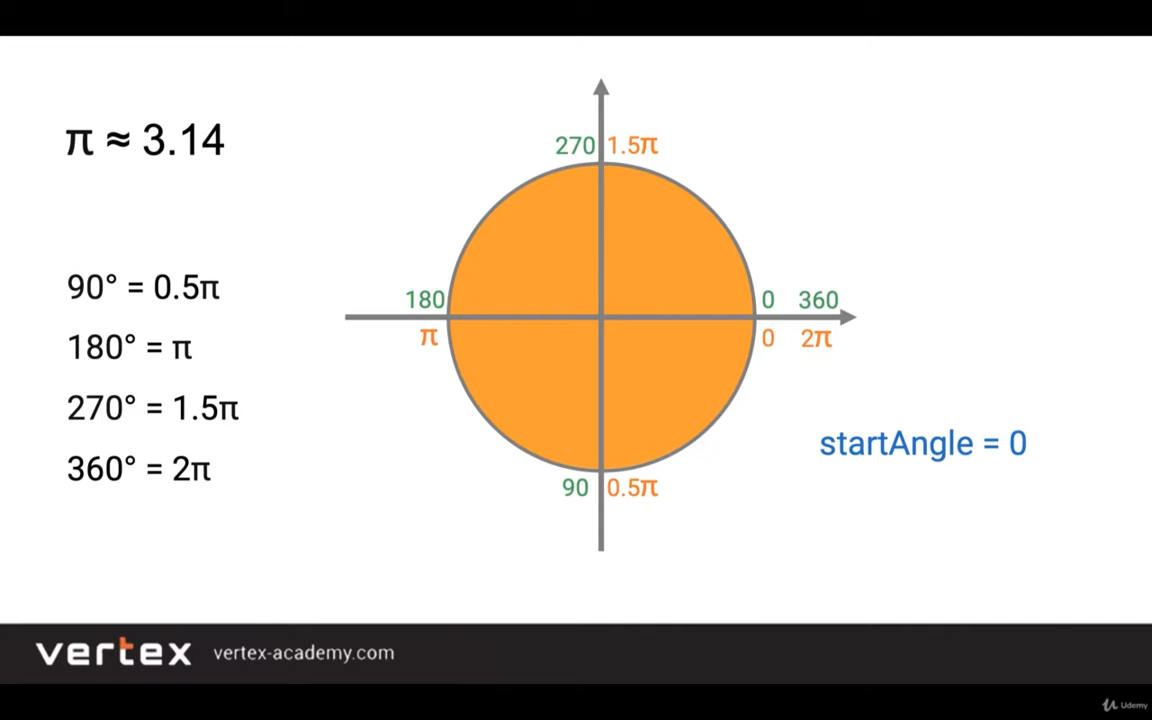 π ≈ 3.14
90° = 0.5π
180° = π
270° = 1.5π
360° = 2π
270 1.5π
180 0 360
π 0 2π
90 0.5π
startAngle = 0
vertex vertex-academy.com
Udemy